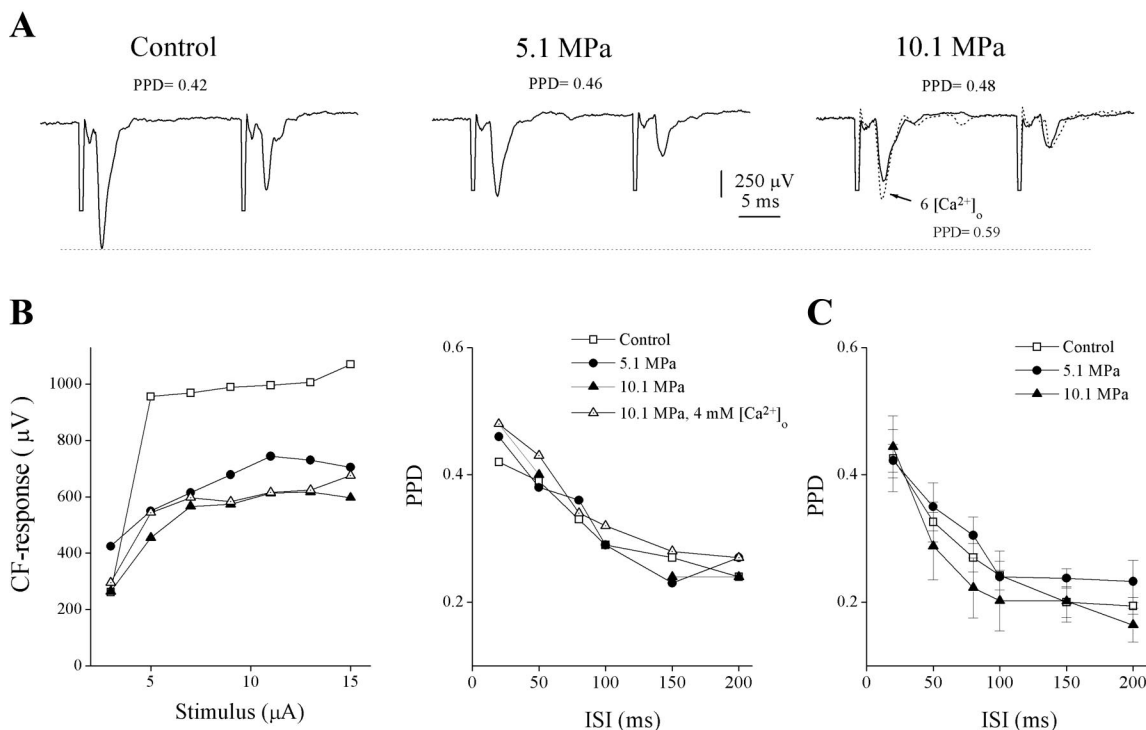 A
Control
5.1 MPa
10.1 MPa
PPD= 0.42
PPD= 0.46
PPD= 0.48
250 μV
5 ms
6 [Ca²⁺]ₒ
PPD= 0.59
B
CF-response ( μV)
1000
800
600
400
200
0
5
10
15
Stimulus (μA)
PPD
0.6
0.4
0.2
0
50
100
150
200
ISI (ms)
Control
5.1 MPa
10.1 MPa
10.1 MPa, 4 mM [Ca²⁺]ₒ
C
PPD
0.6
0.4
0.2
0
50
100
150
200
ISI (ms)
Control
5.1 MPa
10.1 MPa